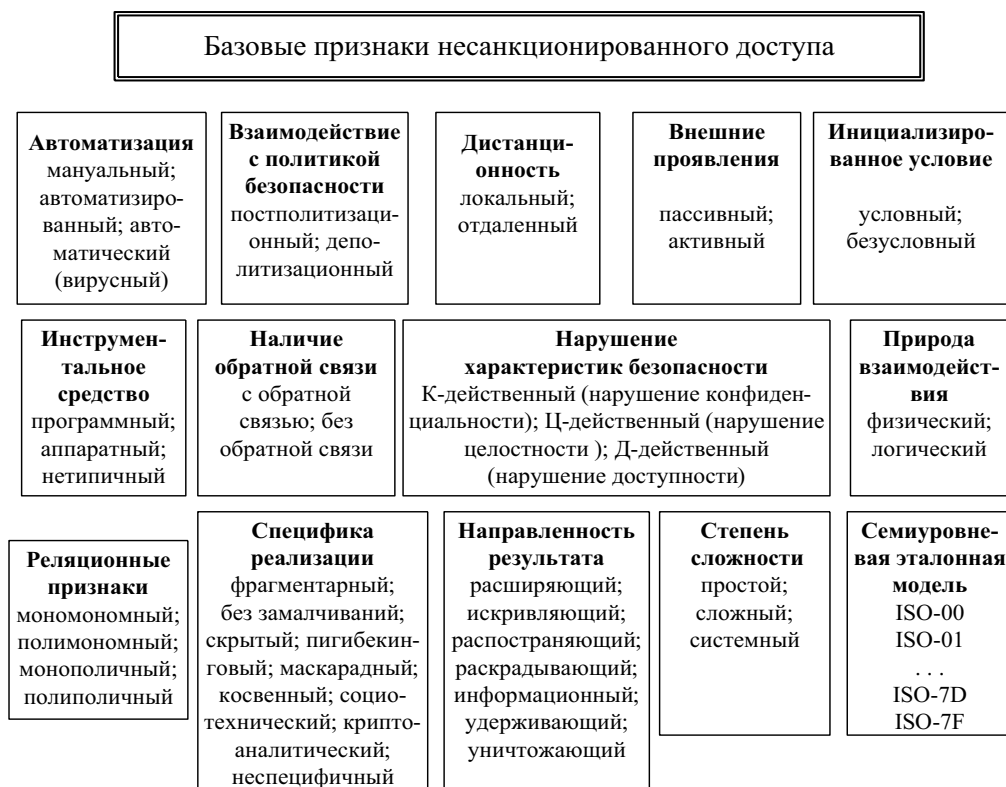 Базовые признаки несанкционированного доступа
Автоматизация
мануальный;
автоматизиро-
ванный; авто-
матический
(вирусный)
Взаимодействие
с политикой
безопасности
постполитизаци-
онный; депо-
литизационный
Дистанци-
онность
локальный;
отдаленный
Внешние
проявления
пассивный;
активный
Инициализиро-
ванное условие
условный;
безусловный
Инструмен-
тальное
средство
программный;
аппаратный;
нетипичный
Наличие
обратной связи
с обратной
связью; без
обратной связи
Нарушение
характеристик безопасности
К-действенный (нарушение конфиден-
циальности); Ц-действенный (нарушение
целостности ); Д-действенный
(нарушение доступности)
Природа
взаимодейст-
вия
физический;
логический
Реляционные
признаки
мономономный;
полимономный;
монополичный;
полиполичный
Специфика
реализации
фрагментарный;
без замалчиваний;
скрытый; пигибекин-
говый; маскарадный;
косвенный; социо-
технический; крипто-
аналитический;
неспецифичный
Направленность
результата
расширяющий;
искривляющий;
распостраняющий;
раскрадывающий;
информационный;
удерживающий;
уничтожающий
Степень
сложности
простой;
сложный;
системный
Семиуровне-
вая эталонная
модель
ISO-00
ISO-01
. . .
ISO-7D
ISO-7F